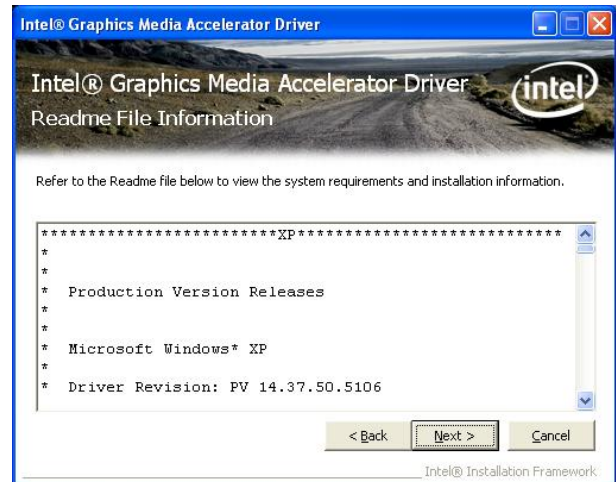 Intel® Graphics Media Accelerator Driver
Intel® Graphics Media Accelerator Driver
intel
Readme File Information
Refer to the Readme file below to view the system requirements and installation information.
*************************XP****************************
*
*
* Production Version Releases
*
*
* Microsoft Windows* XP
*
* Driver Revision: PV 14.37.50.5106
< Back
Next >
Cancel
Intel® Installation Framework